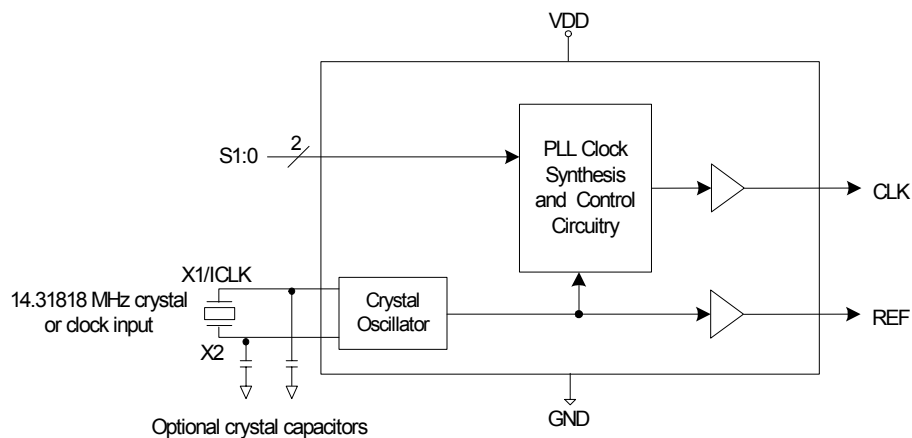 VDD
2
S1:0
PLL Clock
Synthesis
and Control
Circuitry
CLK
X1/ICLK
14.31818 MHz crystal
or clock input
X2
Crystal
Oscillator
REF
GND
Optional crystal capacitors